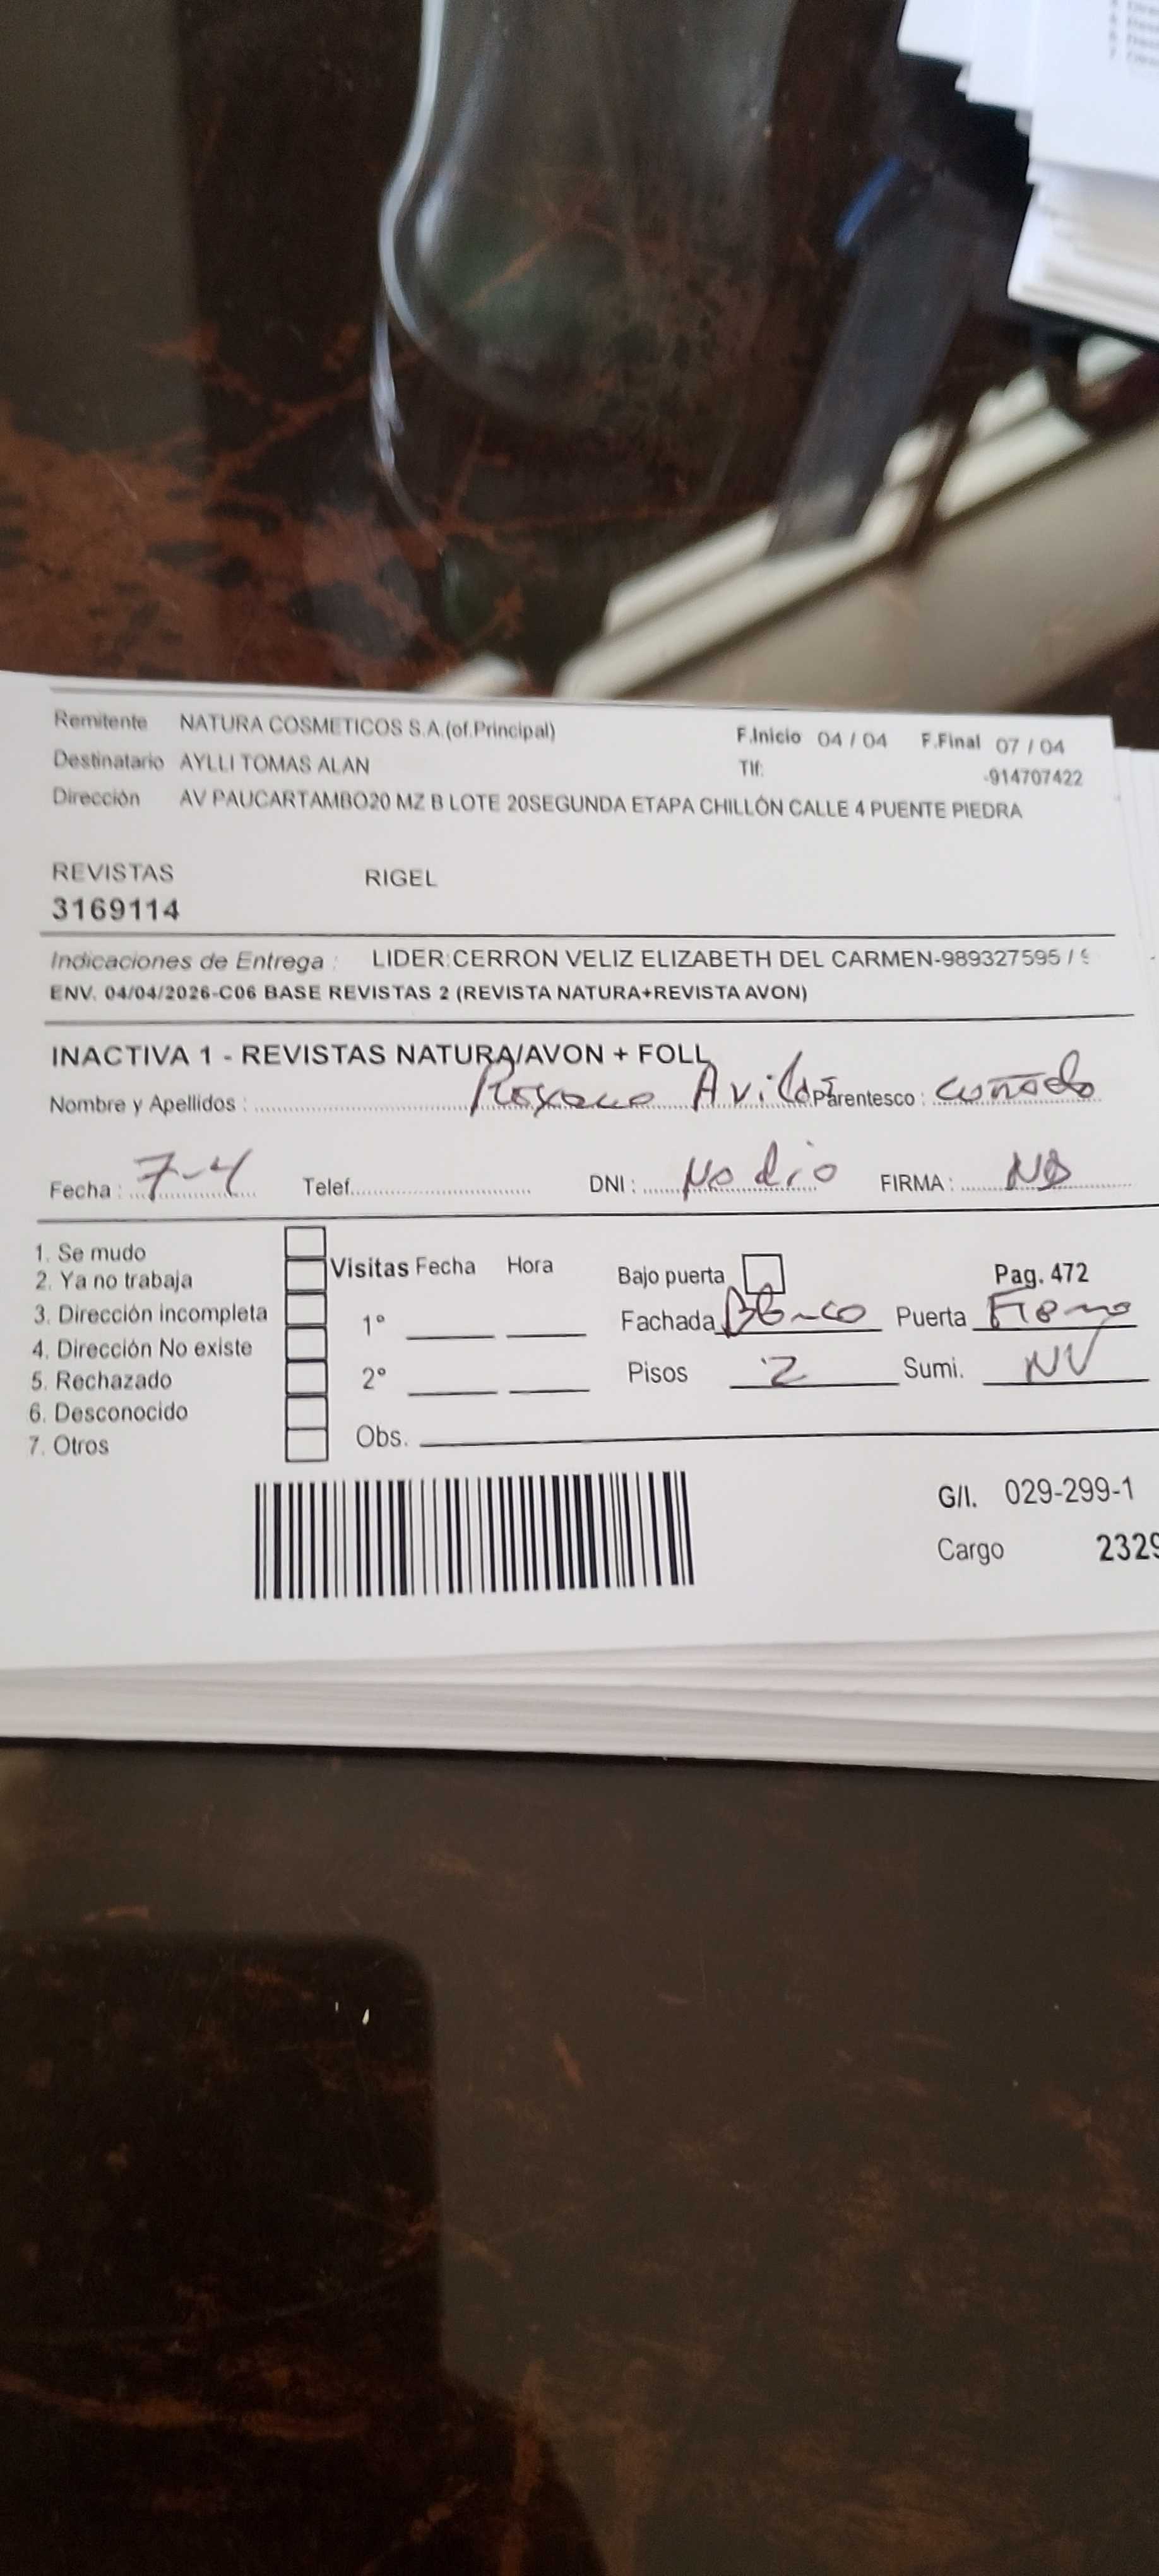 Remitente NATURA COSMETICOS S.A.(of.Principal) F.Inicio 04 / 04 F.Final 07 / 04
Destinatario AYLLI TOMAS ALAN Tlf: -914707422
Dirección AV PAUCARTAMBO20 MZ B LOTE 20SEGUNDA ETAPA CHILLÓN CALLE 4 PUENTE PIEDRA
REVISTAS RIGEL
3169114
Indicaciones de Entrega : LIDER:CERRON VELIZ ELIZABETH DEL CARMEN-989327595 /
ENV. 04/04/2026-C06 BASE REVISTAS 2 (REVISTA NATURA+REVISTA AVON)
INACTIVA 1 - REVISTAS NATURA/AVON + FOLL
Nombre y Apellidos : Roxana Parentesco : cuñado
Fecha : 7-4 Telef. DNI : No dio FIRMA :
1. Se mudo
2. Ya no trabaja
3. Dirección incompleta
4. Dirección No existe
5. Rechazado
6. Desconocido
7. Otros
Visitas Fecha Hora Bajo puerta Pag. 472
1° Fachada Blanco Puerta Fierro
2° Pisos 2 Sumi. NV
Obs.
G/I. 029-299-1
Cargo 2329